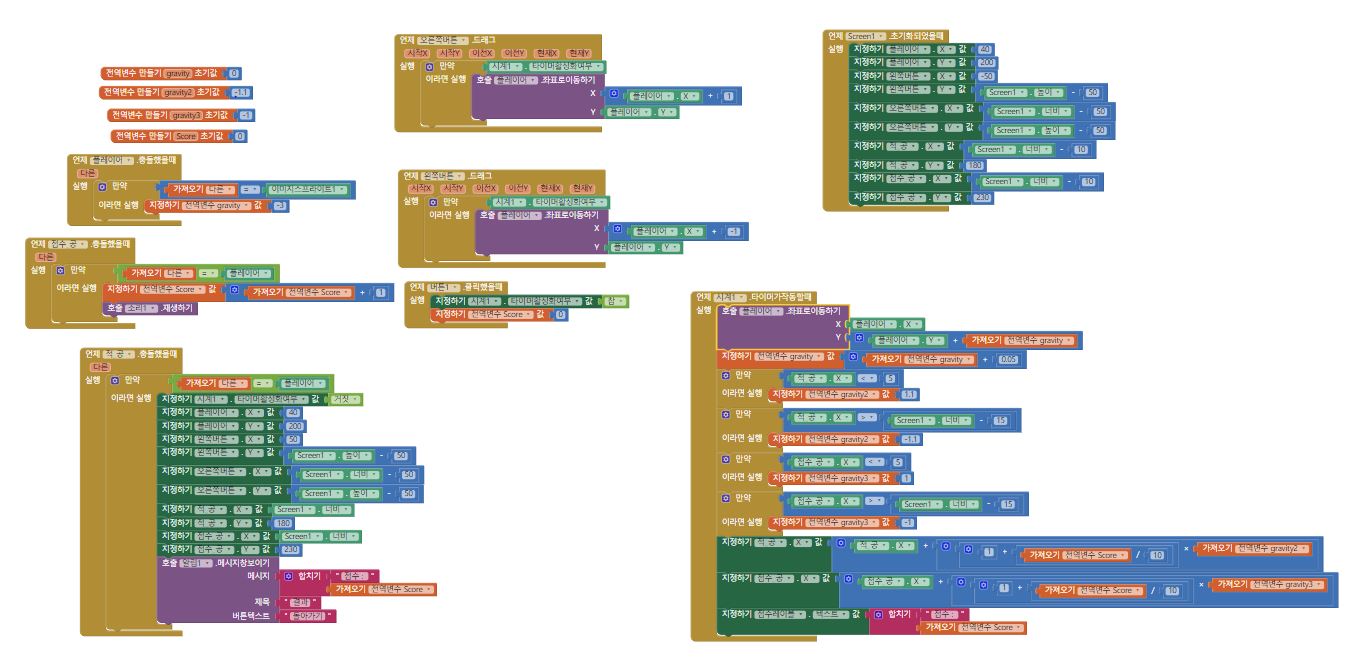 전역변수 만들기 gravity 초기값 0
전역변수 만들기 gravity2 초기값 -1.1
전역변수 만들기 gravity3 초기값 -1
전역변수 만들기 Score 초기값 0
언제 플레이어 .충돌했을때
다른
실행 만약 가져오기 다른 = 이미지스프라이트1
이라면 실행 지정하기 전역변수 gravity 값 -3
언제 점수 공 .충돌했을때
다른
실행 만약 가져오기 다른 = 플레이어
이라면 실행 지정하기 전역변수 Score 값 가져오기 전역변수 Score + 1
호출 소리1 .재생하기
언제 적 공 .충돌했을때
다른
실행 만약 가져오기 다른 = 플레이어
이라면 실행 지정하기 시계1 . 타이머활성화여부 값 거짓
지정하기 플레이어 . X 값 40
지정하기 플레이어 . Y 값 200
지정하기 왼쪽버튼 . X 값 50
지정하기 왼쪽버튼 . Y 값 Screen1 . 높이 - 50
지정하기 오른쪽버튼 . X 값 Screen1 . 너비 - 50
지정하기 오른쪽버튼 . Y 값 Screen1 . 높이 - 50
지정하기 적 공 . X 값 Screen1 . 너비
지정하기 적 공 . Y 값 180
지정하기 점수 공 . X 값 Screen1 . 너비
지정하기 점수 공 . Y 값 230
호출 알림1 .메시지창보이기
메시지 합치기 " 점수 : "
가져오기 전역변수 Score
제목 " 결과 "
버튼텍스트 " 돌아가기 "
언제 오른쪽버튼 .드래그
시작X 시작Y 이전X 이전Y 현재X 현재Y
실행 만약 시계1 . 타이머활성화여부
이라면 실행 호출 플레이어 .좌표로이동하기
X 플레이어 . X + 1
Y 플레이어 . Y
언제 왼쪽버튼 .드래그
시작X 시작Y 이전X 이전Y 현재X 현재Y
실행 만약 시계1 . 타이머활성화여부
이라면 실행 호출 플레이어 .좌표로이동하기
X 플레이어 . X + -1
Y 플레이어 . Y
언제 버튼1 .클릭했을때
실행 지정하기 시계1 . 타이머활성화여부 값 참
지정하기 전역변수 Score 값 0
언제 Screen1 .초기화되었을때
실행 지정하기 플레이어 . X 값 40
지정하기 플레이어 . Y 값 200
지정하기 왼쪽버튼 . X 값 -50
지정하기 왼쪽버튼 . Y 값 Screen1 . 높이 - 50
지정하기 오른쪽버튼 . X 값 Screen1 . 너비 - 50
지정하기 오른쪽버튼 . Y 값 Screen1 . 높이 - 50
지정하기 적 공 . X 값 Screen1 . 너비 - 10
지정하기 적 공 . Y 값 180
지정하기 점수 공 . X 값 Screen1 . 너비 - 10
지정하기 점수 공 . Y 값 230
언제 시계1 .타이머가작동할때
실행 호출 플레이어 .좌표로이동하기
X 플레이어 . X
Y 플레이어 . Y + 가져오기 전역변수 gravity
지정하기 전역변수 gravity 값 가져오기 전역변수 gravity + 0.05
만약 적 공 . X < 5
이라면 실행 지정하기 전역변수 gravity2 값 1.1
만약 적 공 . X > Screen1 . 너비 - 15
이라면 실행 지정하기 전역변수 gravity2 값 -1.1
만약 점수 공 . X < 5
이라면 실행 지정하기 전역변수 gravity3 값 1
만약 점수 공 . X > Screen1 . 너비 - 15
이라면 실행 지정하기 전역변수 gravity3 값 -1
지정하기 적 공 . X 값 적 공 . X + 1 + 가져오기 전역변수 Score / 10 × 가져오기 전역변수 gravity2
지정하기 점수 공 . X 값 점수 공 . X + 1 + 가져오기 전역변수 Score / 10 × 가져오기 전역변수 gravity3
지정하기 점수레이블 . 텍스트 값 합치기 " 점수 : "
가져오기 전역변수 Score